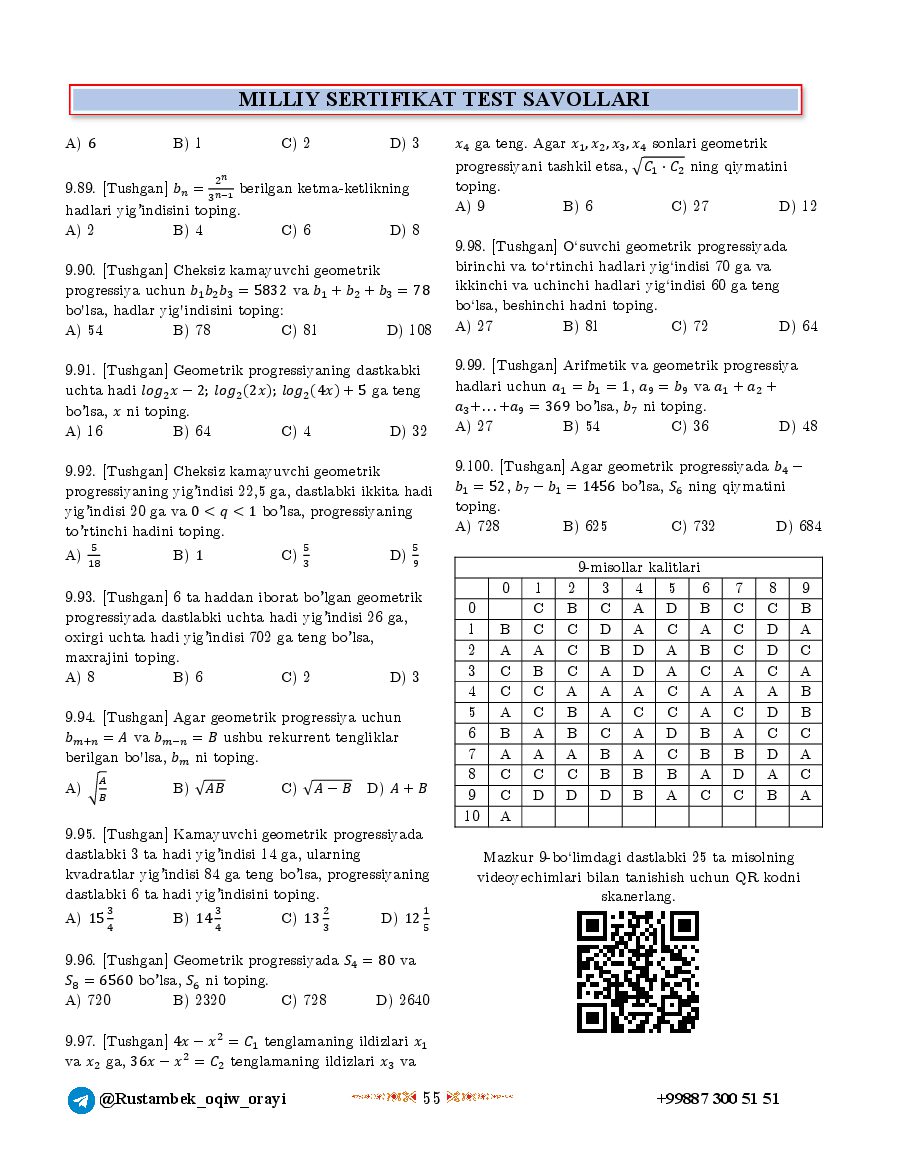 MILLIY SERTIFIKAT TEST SAVOLLARI
A) 6 B) 1 C) 2 D) 3
9.89. [Tushgan] bₙ = 2ⁿ/3ⁿ⁻¹ berilgan ketma-ketlikning
hadlari yig’indisini toping.
A) 2 B) 4 C) 6 D) 8
9.90. [Tushgan] Cheksiz kamayuvchi geometrik
progressiya uchun b₁b₂b₃ = 5832 va b₁ + b₂ + b₃ = 78
bo'lsa, hadlar yig'indisini toping:
A) 54 B) 78 C) 81 D) 108
9.91. [Tushgan] Geometrik progressiyaning dastkabki
uchta hadi log₂x − 2; log₂(2x); log₂(4x) + 5 ga teng
bo’lsa, x ni toping.
A) 16 B) 64 C) 4 D) 32
9.92. [Tushgan] Cheksiz kamayuvchi geometrik
progressiyaning yig’indisi 22,5 ga, dastlabki ikkita hadi
yig’indisi 20 ga va 0 < q < 1 bo’lsa, progressiyaning
to’rtinchi hadini toping.
A) 5/18 B) 1 C) 5/3 D) 5/9
9.93. [Tushgan] 6 ta haddan iborat bo’lgan geometrik
progressiyada dastlabki uchta hadi yig’indisi 26 ga,
oxirgi uchta hadi yig’indisi 702 ga teng bo’lsa,
maxrajini toping.
A) 8 B) 6 C) 2 D) 3
9.94. [Tushgan] Agar geometrik progressiya uchun
bₘ₊ₙ = A va bₘ₋ₙ = B ushbu rekurrent tengliklar
berilgan bo'lsa, bₘ ni toping.
A) √(A/B) B) √(AB) C) √(A − B) D) A + B
9.95. [Tushgan] Kamayuvchi geometrik progressiyada
dastlabki 3 ta hadi yig’indisi 14 ga, ularning
kvadratlar yig’indisi 84 ga teng bo’lsa, progressiyaning
dastlabki 6 ta hadi yig’indisini toping.
A) 15 3/4 B) 14 3/4 C) 13 2/3 D) 12 1/5
9.96. [Tushgan] Geometrik progressiyada S₄ = 80 va
S₈ = 6560 bo’lsa, S₆ ni toping.
A) 720 B) 2320 C) 728 D) 2640
9.97. [Tushgan] 4x − x² = C₁ tenglamaning ildizlari x₁
va x₂ ga, 36x − x² = C₂ tenglamaning ildizlari x₃ va
x₄ ga teng. Agar x₁, x₂, x₃, x₄ sonlari geometrik
progressiyani tashkil etsa, √(C₁ · C₂) ning qiymatini
toping.
A) 9 B) 6 C) 27 D) 12
9.98. [Tushgan] O‘suvchi geometrik progressiyada
birinchi va to‘rtinchi hadlari yig‘indisi 70 ga va
ikkinchi va uchinchi hadlari yig‘indisi 60 ga teng
bo‘lsa, beshinchi hadni toping.
A) 27 B) 81 C) 72 D) 64
9.99. [Tushgan] Arifmetik va geometrik progressiya
hadlari uchun a₁ = b₁ = 1, a₉ = b₉ va a₁ + a₂ +
a₃+...+a₉ = 369 bo’lsa, b₇ ni toping.
A) 27 B) 54 C) 36 D) 48
9.100. [Tushgan] Agar geometrik progressiyada b₄ −
b₁ = 52 , b₇ − b₁ = 1456 bo’lsa, S₆ ning qiymatini
toping.
A) 728 B) 625 C) 732 D) 684
9-misollar kalitlari
0 1 2 3 4 5 6 7 8 9
0 C B C A D B C C B
1 B C C D A C A C D A
2 A A C B D A B C D C
3 C B C A D A C A C A
4 C C A A A C A A A B
5 A C B A C C A C D B
6 B A B C A D B A C C
7 A A A B A C B B D A
8 C C C B B B A D A C
9 C D D D B A C C B A
10 A
Mazkur 9-bo‘limdagi dastlabki 25 ta misolning
videoyechimlari bilan tanishish uchun QR kodni
skanerlang.
@Rustambek_oqiw_orayi 55 +99887 300 51 51